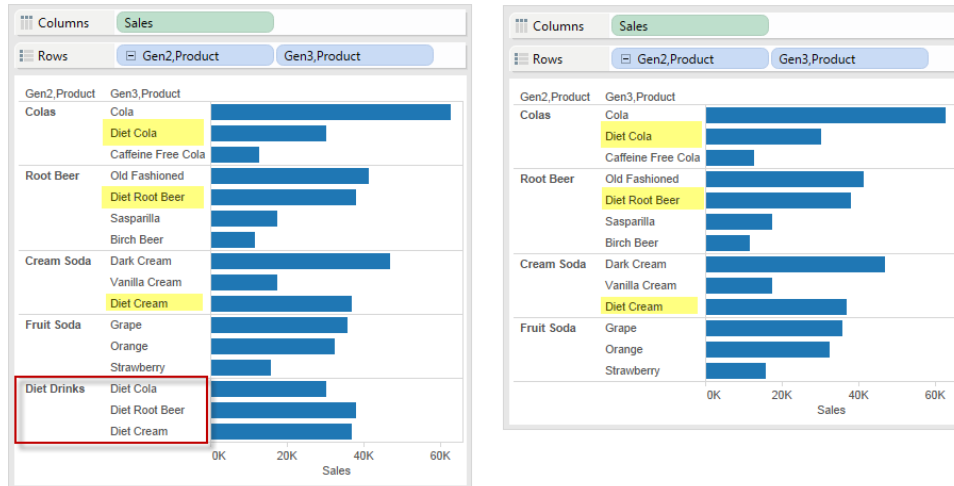 Columns Sales
Rows Gen2,Product Gen3,Product
Gen2,Product Gen3,Product
Colas Cola
Diet Cola
Caffeine Free Cola
Root Beer Old Fashioned
Diet Root Beer
Sasparilla
Birch Beer
Cream Soda Dark Cream
Vanilla Cream
Diet Cream
Fruit Soda Grape
Orange
Strawberry
Diet Drinks Diet Cola
Diet Root Beer
Diet Cream
0K 20K 40K 60K
Sales
Columns Sales
Rows Gen2,Product Gen3,Product
Gen2,Product Gen3,Product
Colas Cola
Diet Cola
Caffeine Free Cola
Root Beer Old Fashioned
Diet Root Beer
Sasparilla
Birch Beer
Cream Soda Dark Cream
Vanilla Cream
Diet Cream
Fruit Soda Grape
Orange
Strawberry
0K 20K 40K 60K
Sales